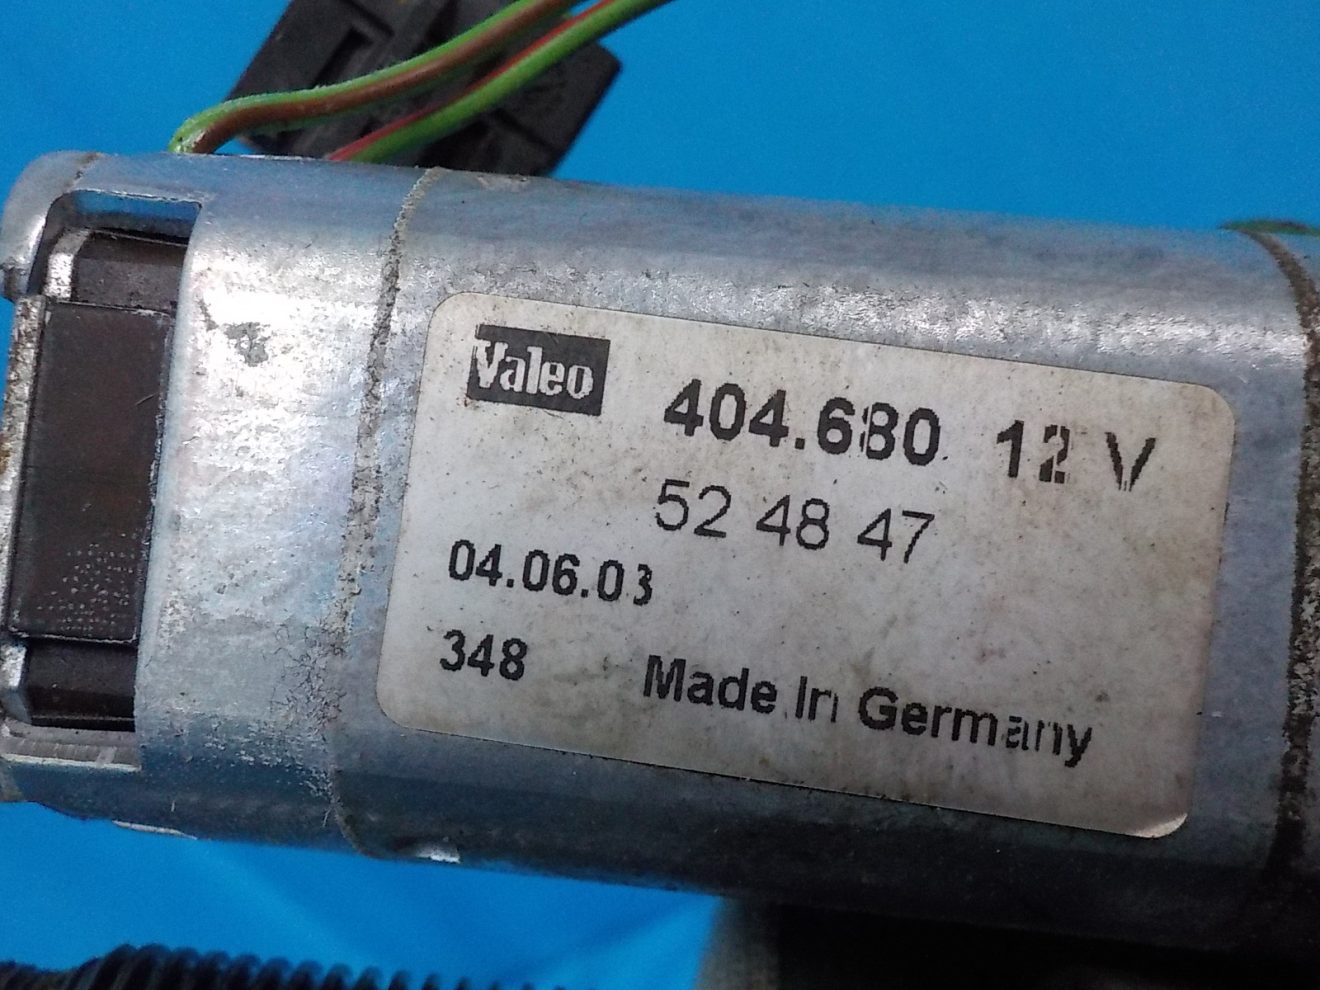 Valeo
404.680 12 V
52 48 47
04.06.03
348 Made In Germany